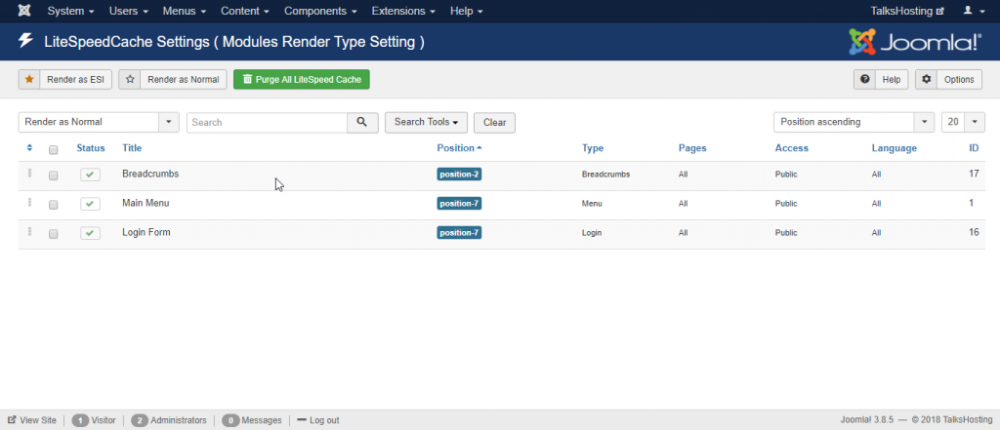 System Users Menus Content Components Extensions Help TalksHosting
LiteSpeedCache Settings ( Modules Render Type Setting ) Joomla!®
Render as ESI Render as Normal Purge All LiteSpeed Cache Help Options
Render as Normal Search Search Tools Clear Position ascending 20
Status Title Position Type Pages Access Language ID
Breadcrumbs position-2 Breadcrumbs All Public All 17
Main Menu position-7 Menu All Public All 1
Login Form position-7 Login All Public All 16
View Site 1 Visitor 2 Administrators 0 Messages Log out Joomla! 3.8.5 — © 2018 TalksHosting